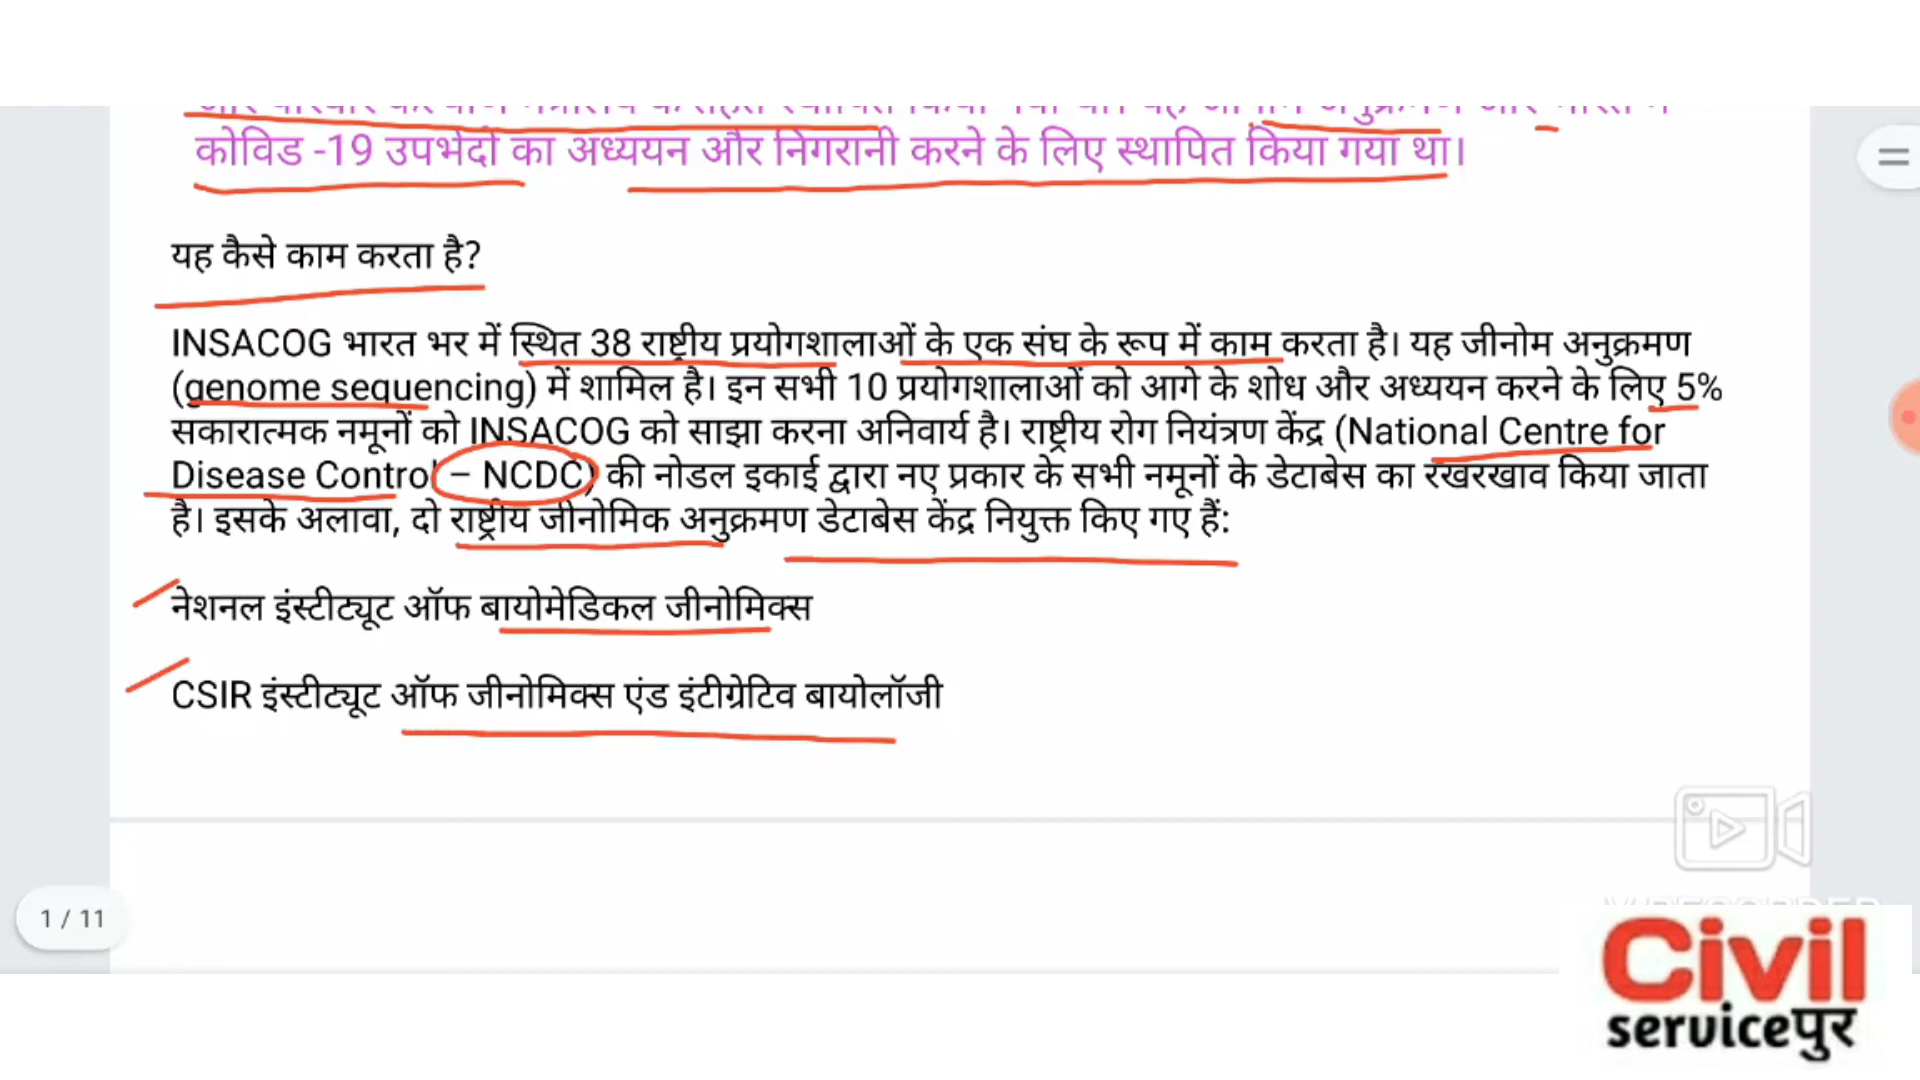 कोविड -19 उपभेदों का अध्ययन और निगरानी करने के लिए स्थापित किया गया था।
यह कैसे काम करता है?
INSACOG भारत भर में स्थित 38 राष्ट्रीय प्रयोगशालाओं के एक संघ के रूप में काम करता है। यह जीनोम अनुक्रमण
(genome sequencing) में शामिल है। इन सभी 10 प्रयोगशालाओं को आगे के शोध और अध्ययन करने के लिए 5%
सकारात्मक नमूनों को INSACOG को साझा करना अनिवार्य है। राष्ट्रीय रोग नियंत्रण केंद्र (National Centre for
Disease Control – NCDC) की नोडल इकाई द्वारा नए प्रकार के सभी नमूनों के डेटाबेस का रखरखाव किया जाता
है। इसके अलावा, दो राष्ट्रीय जीनोमिक अनुक्रमण डेटाबेस केंद्र नियुक्त किए गए हैं:
नेशनल इंस्टीट्यूट ऑफ बायोमेडिकल जीनोमिक्स
CSIR इंस्टीट्यूट ऑफ जीनोमिक्स एंड इंटीग्रेटिव बायोलॉजी
1 / 11
Civil
serviceपुर